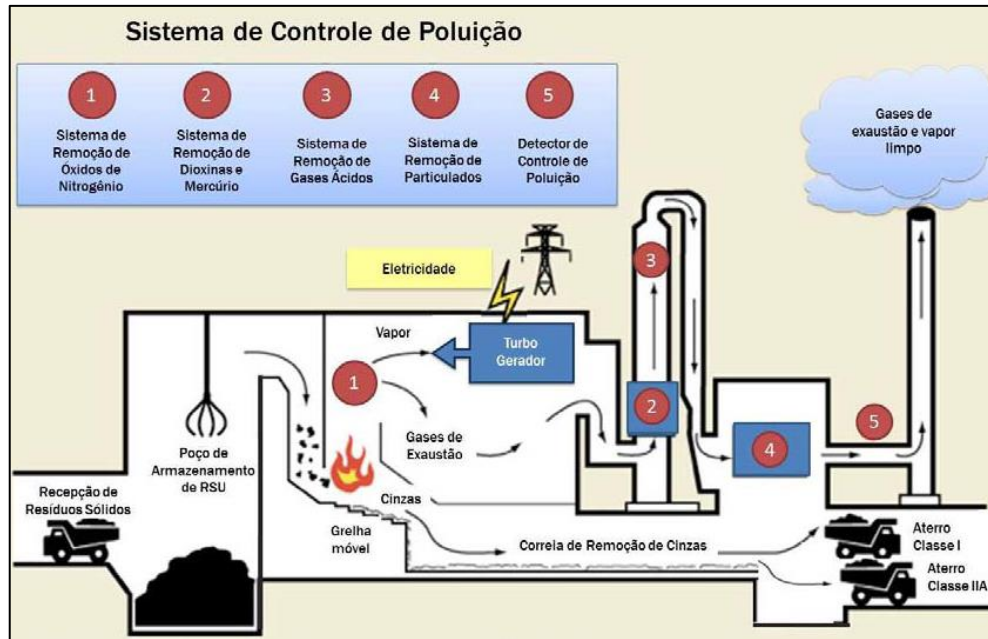 Sistema de Controle de Poluição
1
2
3
4
5
Sistema de
Remoção de
Óxidos de
Nitrogênio
Sistema de
Remoção de
Dioxinas e
Mercúrio
Sistema de
Remoção de
Gases Ácidos
Sistema de
Remoção de
Particulados
Detector de
Controle de
Poluição
Gases de
exaustão e vapor
limpo
Eletricidade
3
Vapor
Turbo
Gerador
1
2
5
Gases de
Exaustão
4
Poço de
Armazenamento
de RSU
Recepção de
Resíduos Sólidos
Cinzas
Grelha
móvel
Correia de Remoção de Cinzas
Aterro
Classe I
Aterro
Classe IIA